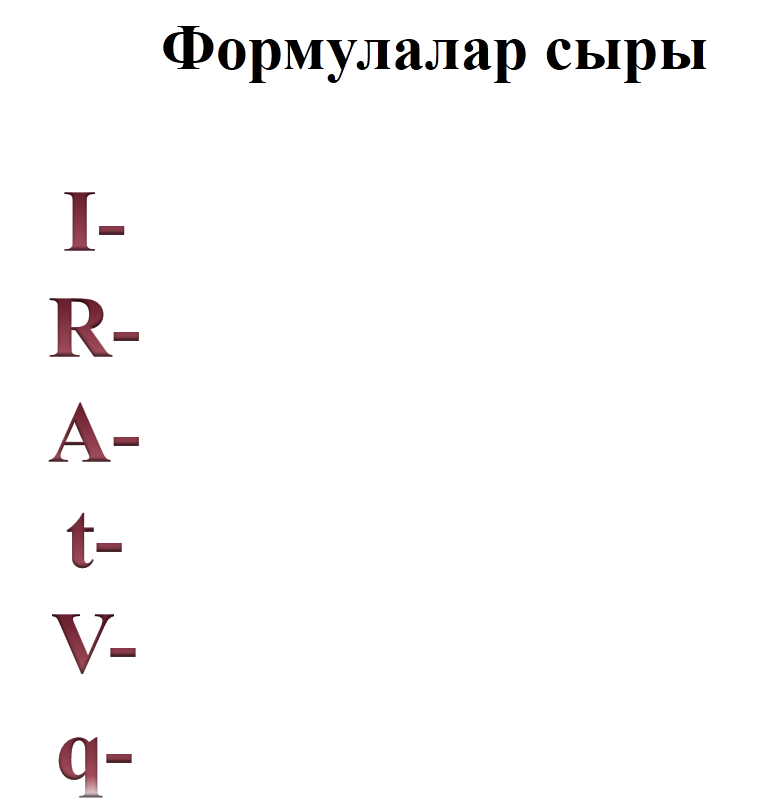 Формулалар сыры
I-
R-
A-
t-
V-
q-